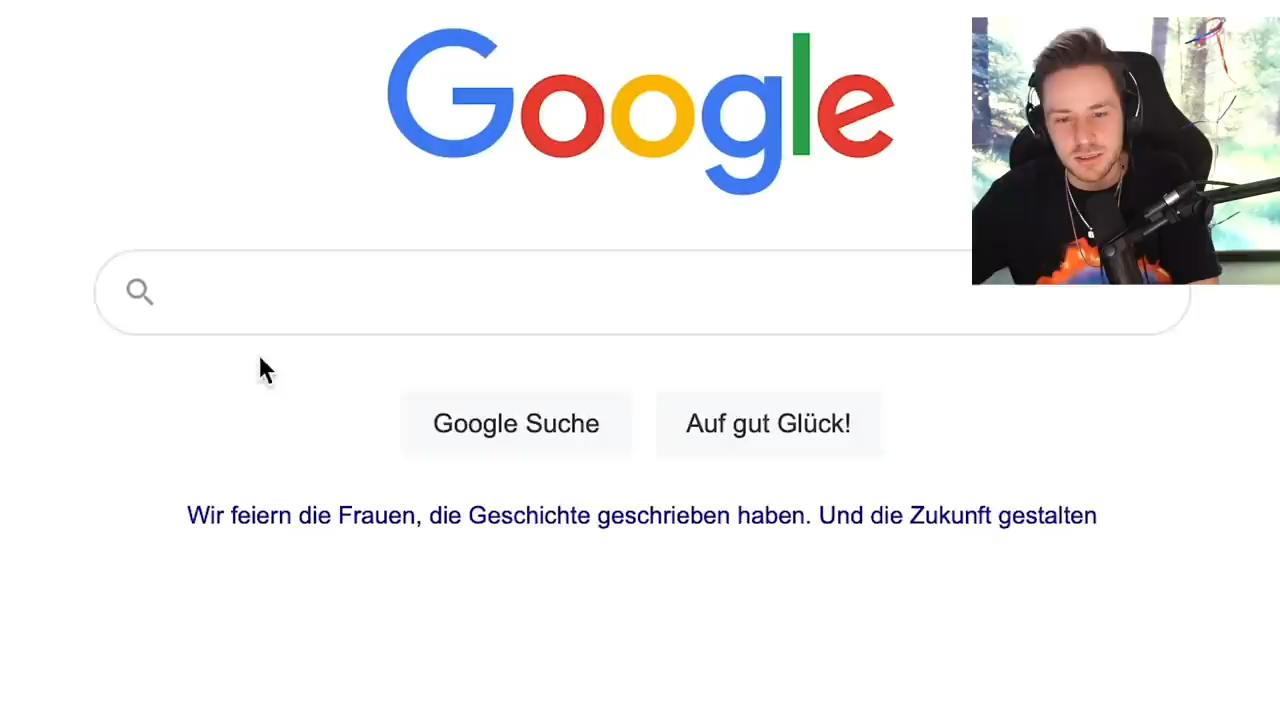 Google
Google Suche
Auf gut Glück!
Wir feiern die Frauen, die Geschichte geschrieben haben. Und die Zukunft gestalten